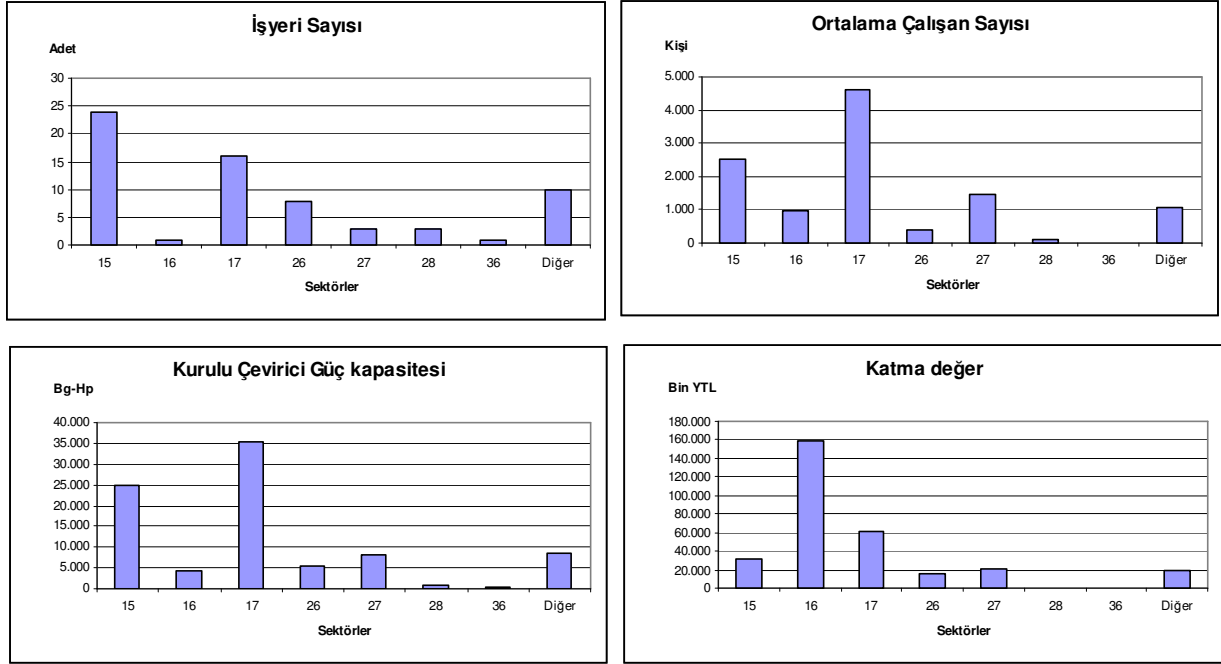 İşyeri Sayısı
Adet
30
25
20
15
10
5
0
15 16 17 26 27 28 36 Diğer
Sektörler
Ortalama Çalışan Sayısı
Kişi
5.000
4.000
3.000
2.000
1.000
0
15 16 17 26 27 28 36 Diğer
Sektörler
Kurulu Çevirici Güç kapasitesi
Bg-Hp
40.000
35.000
30.000
25.000
20.000
15.000
10.000
5.000
0
15 16 17 26 27 28 36 Diğer
Sektörler
Katma değer
Bin YTL
180.000
160.000
140.000
120.000
100.000
80.000
60.000
40.000
20.000
0
15 16 17 26 27 28 36 Diğer
Sektörler